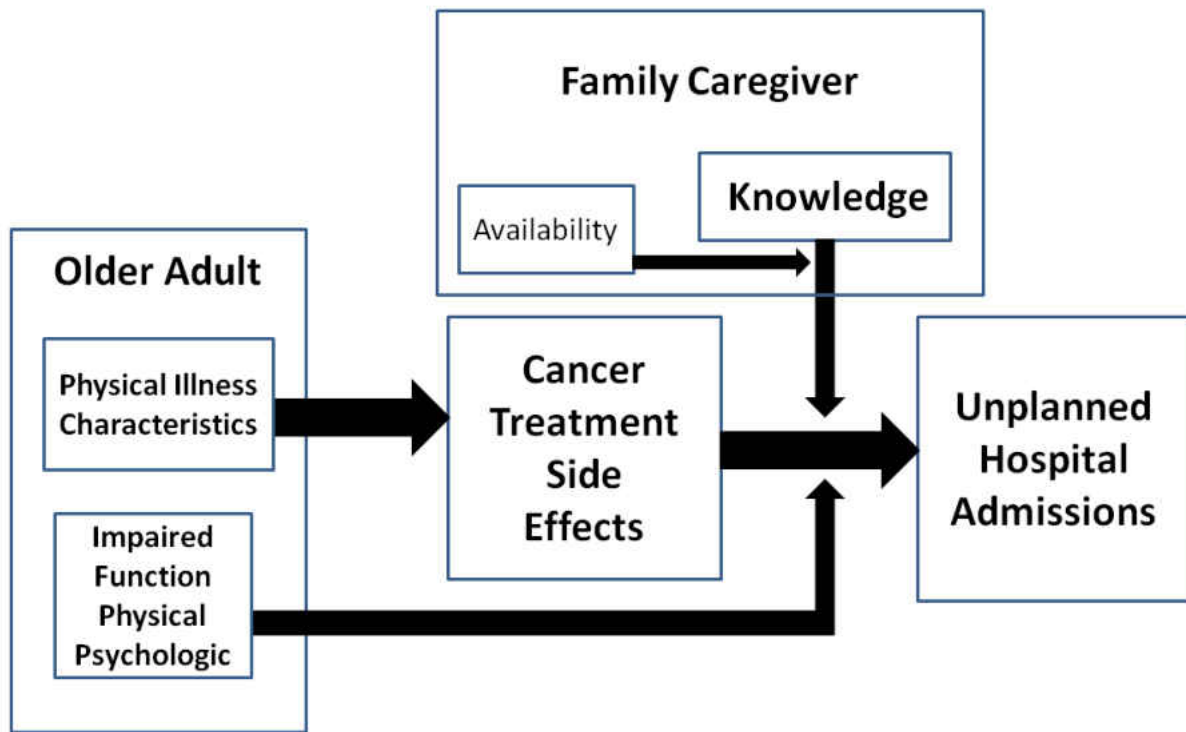 Family Caregiver
Knowledge
Availability
Older Adult
Physical Illness
Characteristics
Impaired
Function
Physical
Psychologic
Cancer
Treatment
Side
Effects
Unplanned
Hospital
Admissions